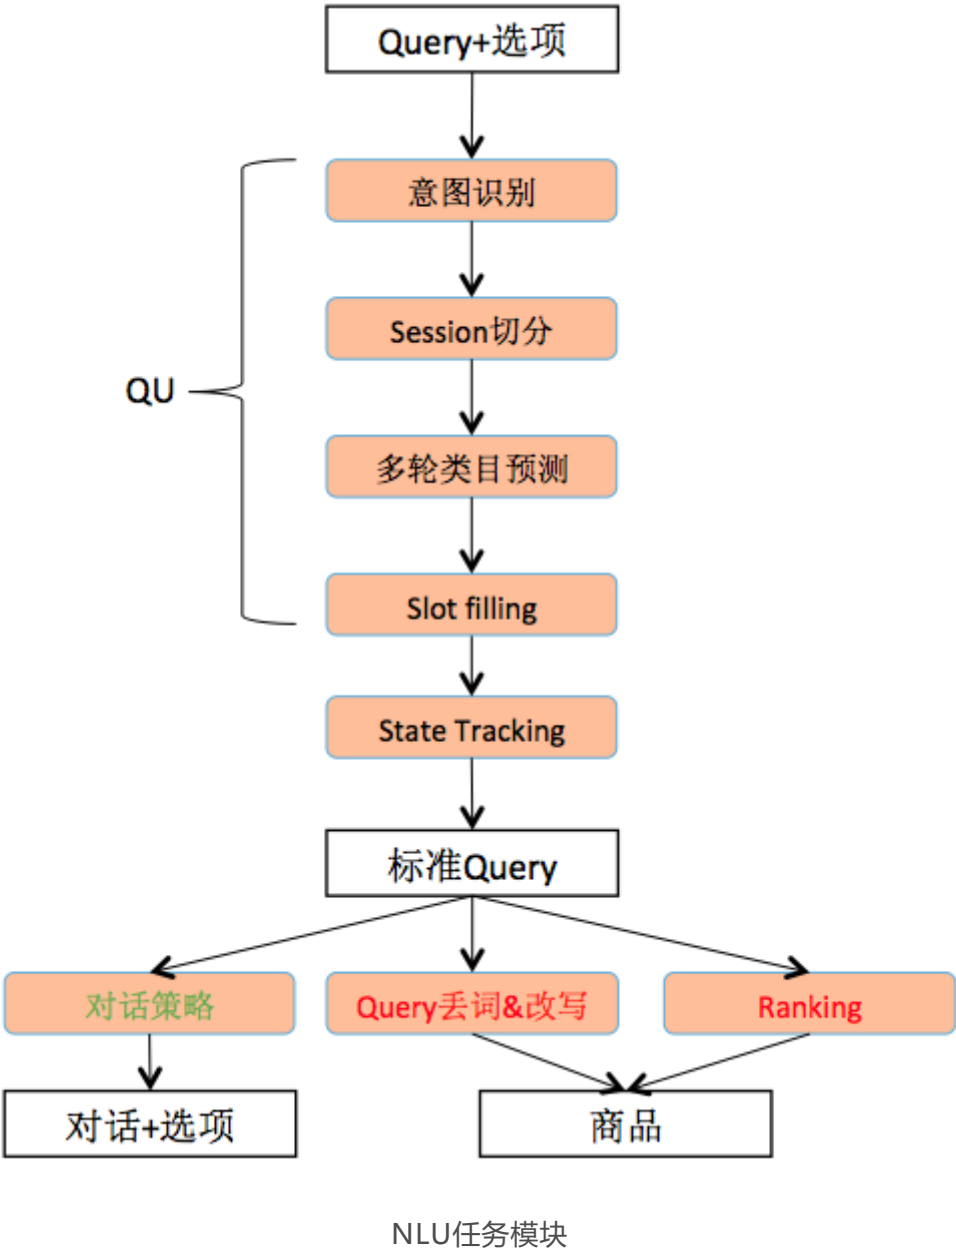 Query+选项
意图识别
Session切分
QU
多轮类目预测
Slot filling
State Tracking
标准Query
对话策略
Query丢词&改写
Ranking
对话+选项
商品
NLU任务模块